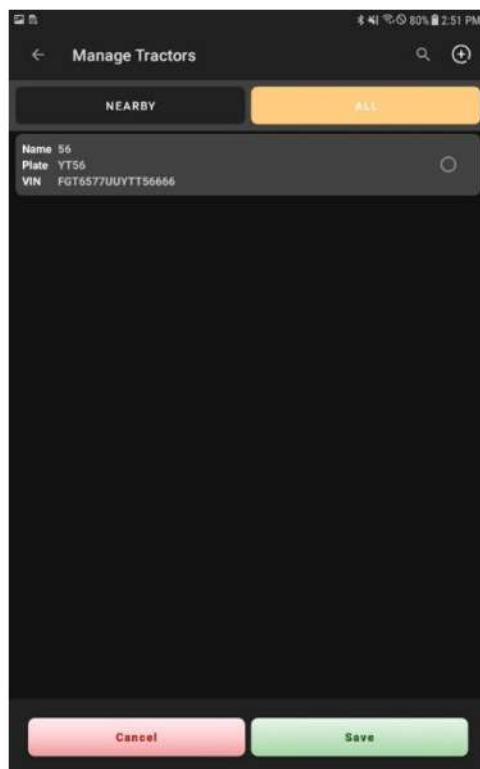 80% 2:51 PM
Manage Tractors
NEARBY
ALL
Name 56
Plate YT56
VIN FGT6577UUYTT56666
Cancel
Save